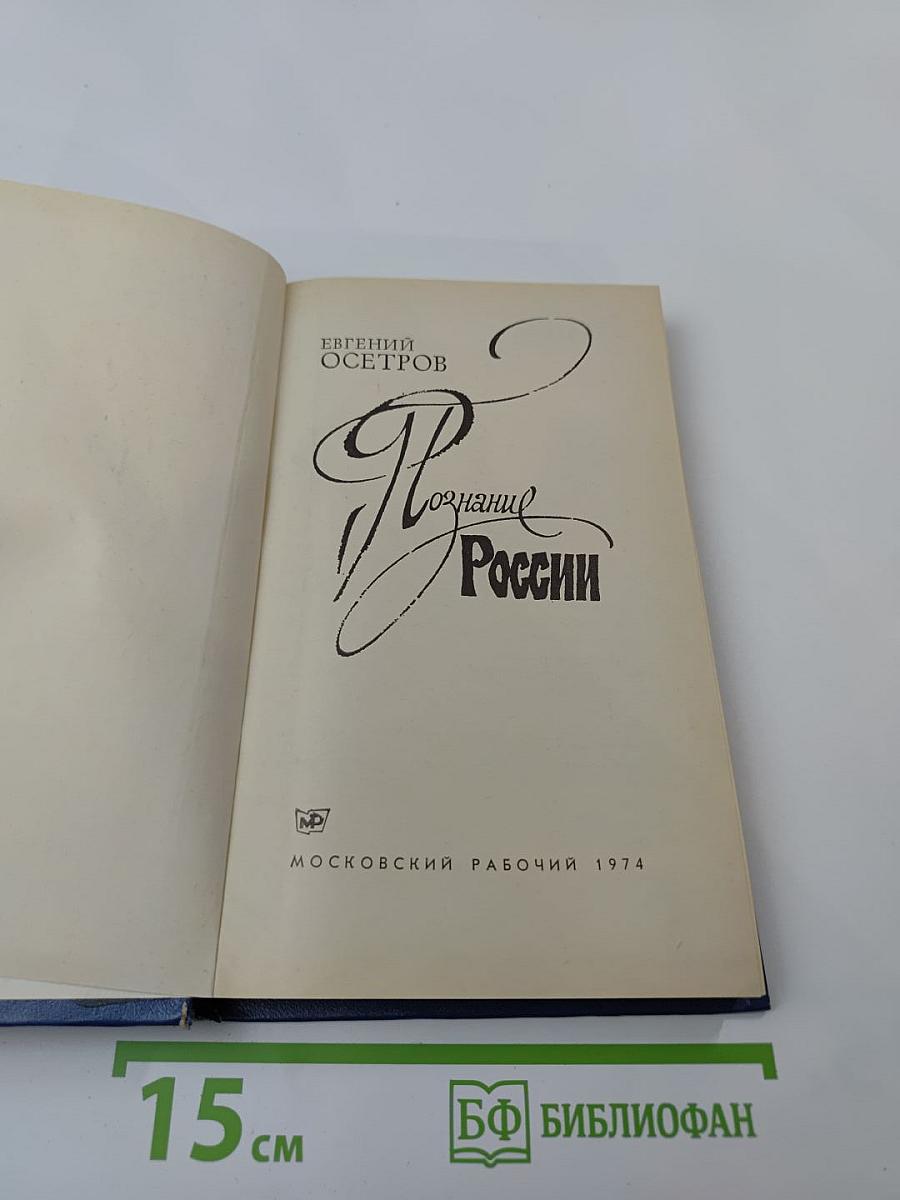 ЕВГЕНИЙ
ОСЕТРОВ
Познание
РОССИИ
МР
МОСКОВСКИЙ РАБОЧИЙ 1974
15 см
БФ БИБЛИОФАН